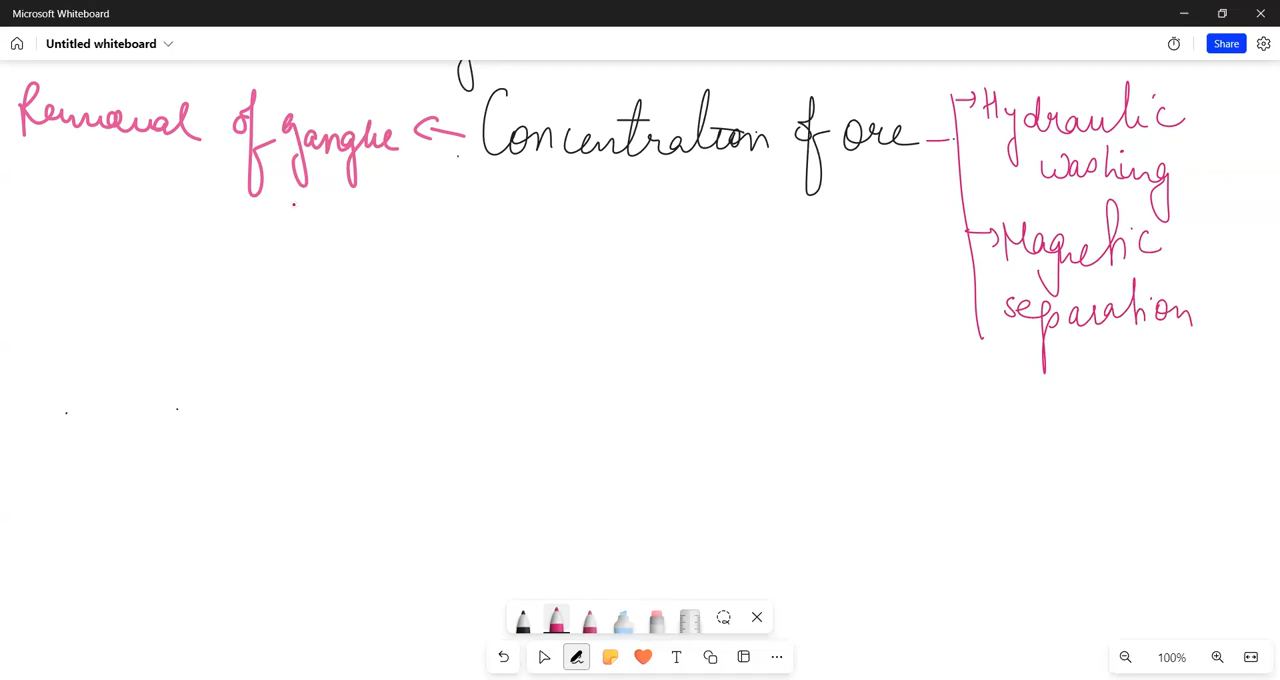 Microsoft Whiteboard
Untitled whiteboard
Share
Removal of gangue ← Concentration of ore
→ Hydraulic
washing
→ Magnetic
separation
100%